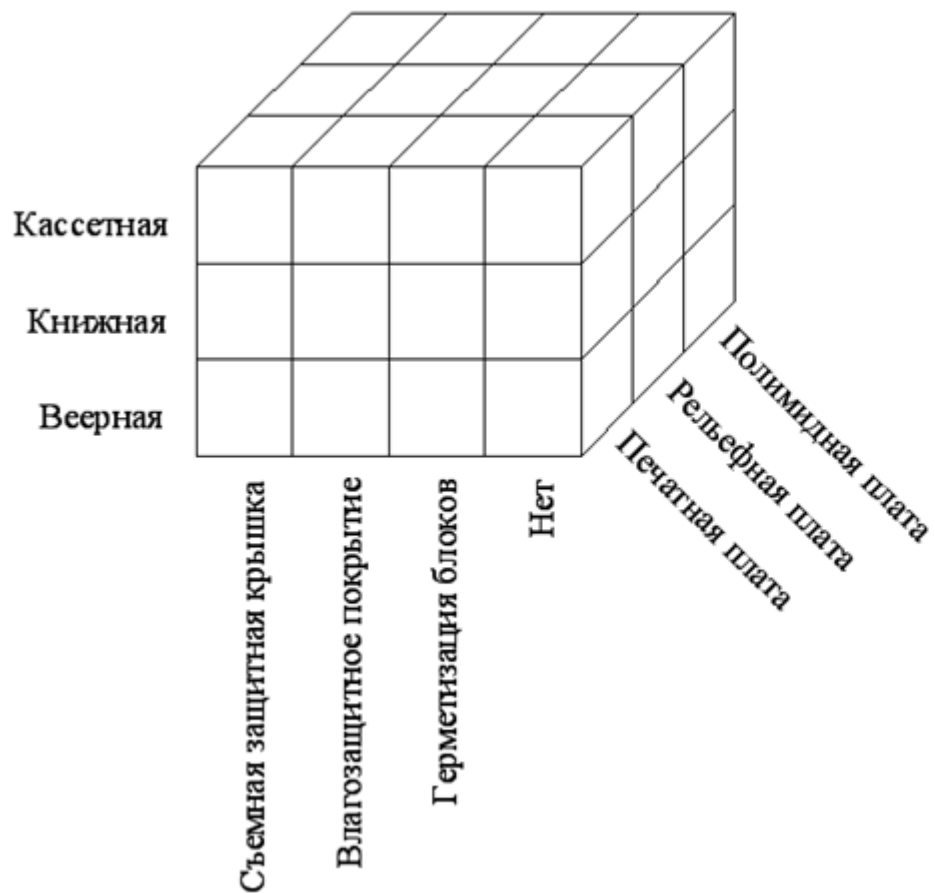 Кассетная
Книжная
Веерная
Съемная защитная крышка
Влагозащитное покрытие
Герметизация блоков
Нет
Печатная плата
Рельефная плата
Полимидная плата